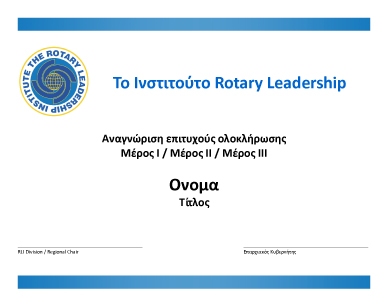 THE ROTARY LEADERSHIP INSTITUTE
Το Ινστιτούτο Rotary Leadership
Αναγνώριση επιτυχούς ολοκλήρωσης
Μέρος I / Μέρος II / Μέρος III
Ονομα
Τίτλος
RLI Division / Regional Chair
Επαρχιακός Κυβερνήτης